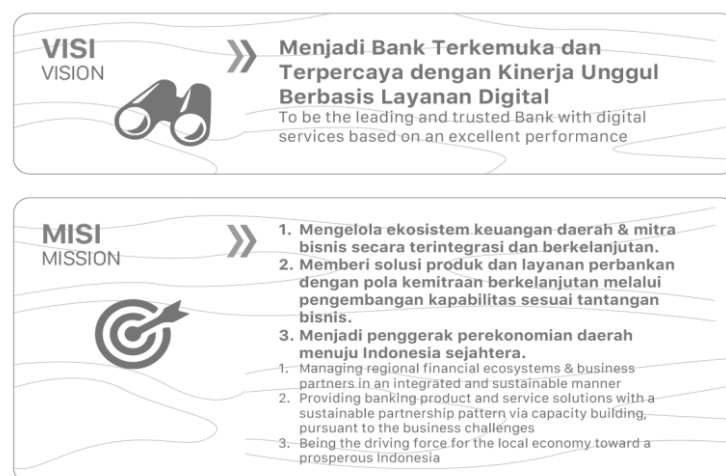 VISI
VISION
Menjadi Bank Terkemuka dan
Terpercaya dengan Kinerja Unggul
Berbasis Layanan Digital
To be the leading and trusted Bank with digital
services based on an excellent performance
MISI
MISSION
1. Mengelola ekosistem keuangan daerah & mitra
bisnis secara terintegrasi dan berkelanjutan.
2. Memberi solusi produk dan layanan perbankan
dengan pola kemitraan berkelanjutan melalui
pengembangan kapabilitas sesuai tantangan
bisnis.
3. Menjadi penggerak perekonomian daerah
menuju Indonesia sejahtera.
1. Managing regional financial ecosystems & business
partners in an integrated and sustainable manner
2. Providing banking product and service solutions with a
sustainable partnership pattern via capacity building,
pursuant to the business challenges
3. Being the driving force for the local economy toward a
prosperous Indonesia